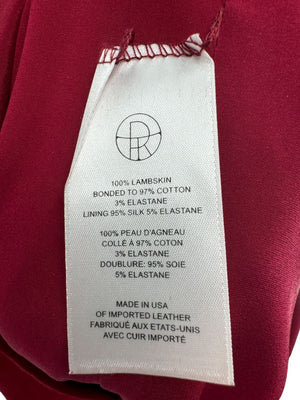 100% LAMBSKIN
BONDED TO 97% COTTON
3% ELASTANE
LINING 95% SILK 5% ELASTANE
100% PEAU D'AGNEAU
COLLÉ À 97% COTON
3% ELASTANE
DOUBLURE: 95% SOIE
5% ELASTANE
MADE IN USA
OF IMPORTED LEATHER
FABRIQUÉ AUX ETATS-UNIS
AVEC CUIR IMPORTÉ